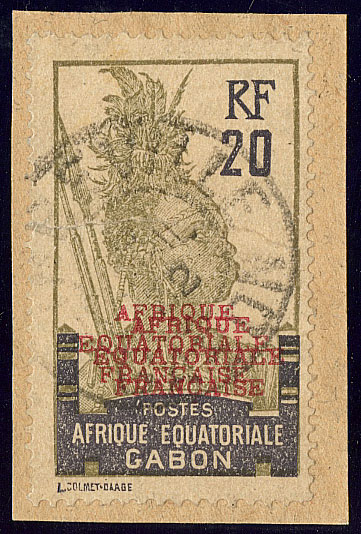 RF
20
AFRIQUE
AFRIQUE
EQUATORIALE
EQUATORIALE
FRANÇAISE
FRANÇAISE
POSTES
AFRIQUE EQUATORIALE
GABON
L.COLMET-DAAGE